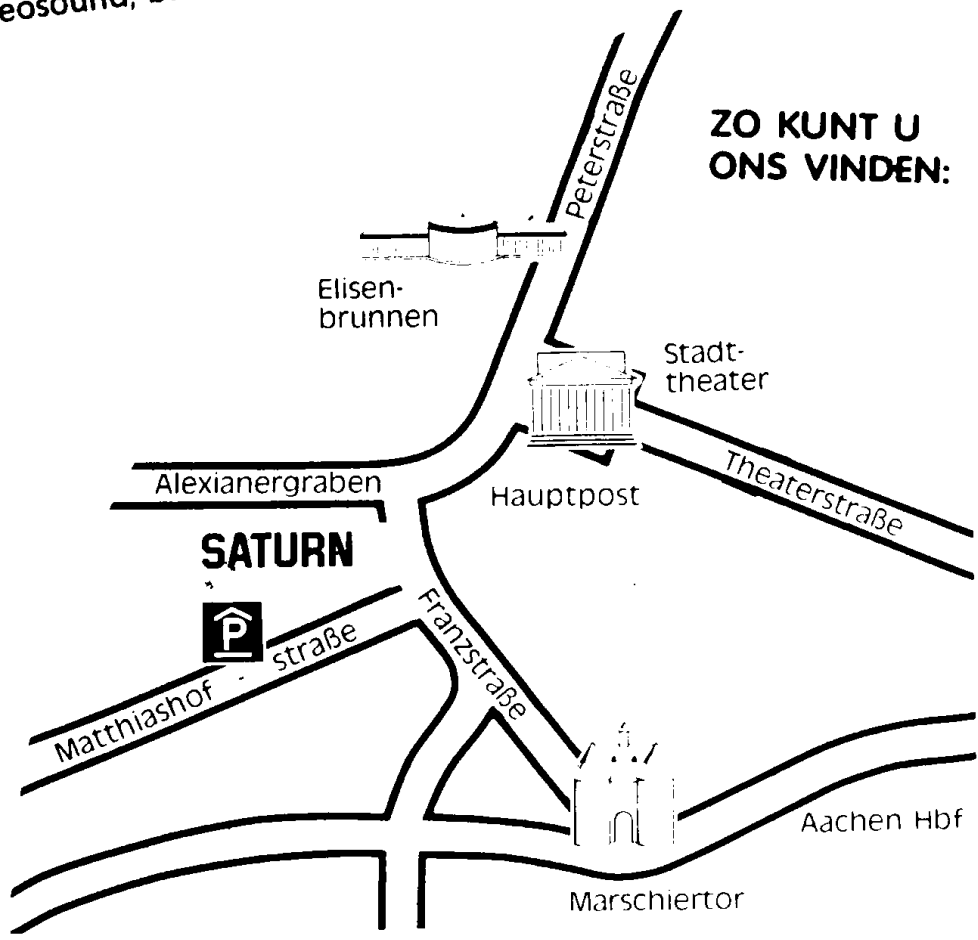 ZO KUNT U
ONS VINDEN:
Peterstraße
Elisen-
brunnen
Stadt-
theater
Theaterstraße
Alexianergraben
Hauptpost
SATURN
P
Franzstraße
Matthiashof - straße
Aachen Hbf
Marschiertor